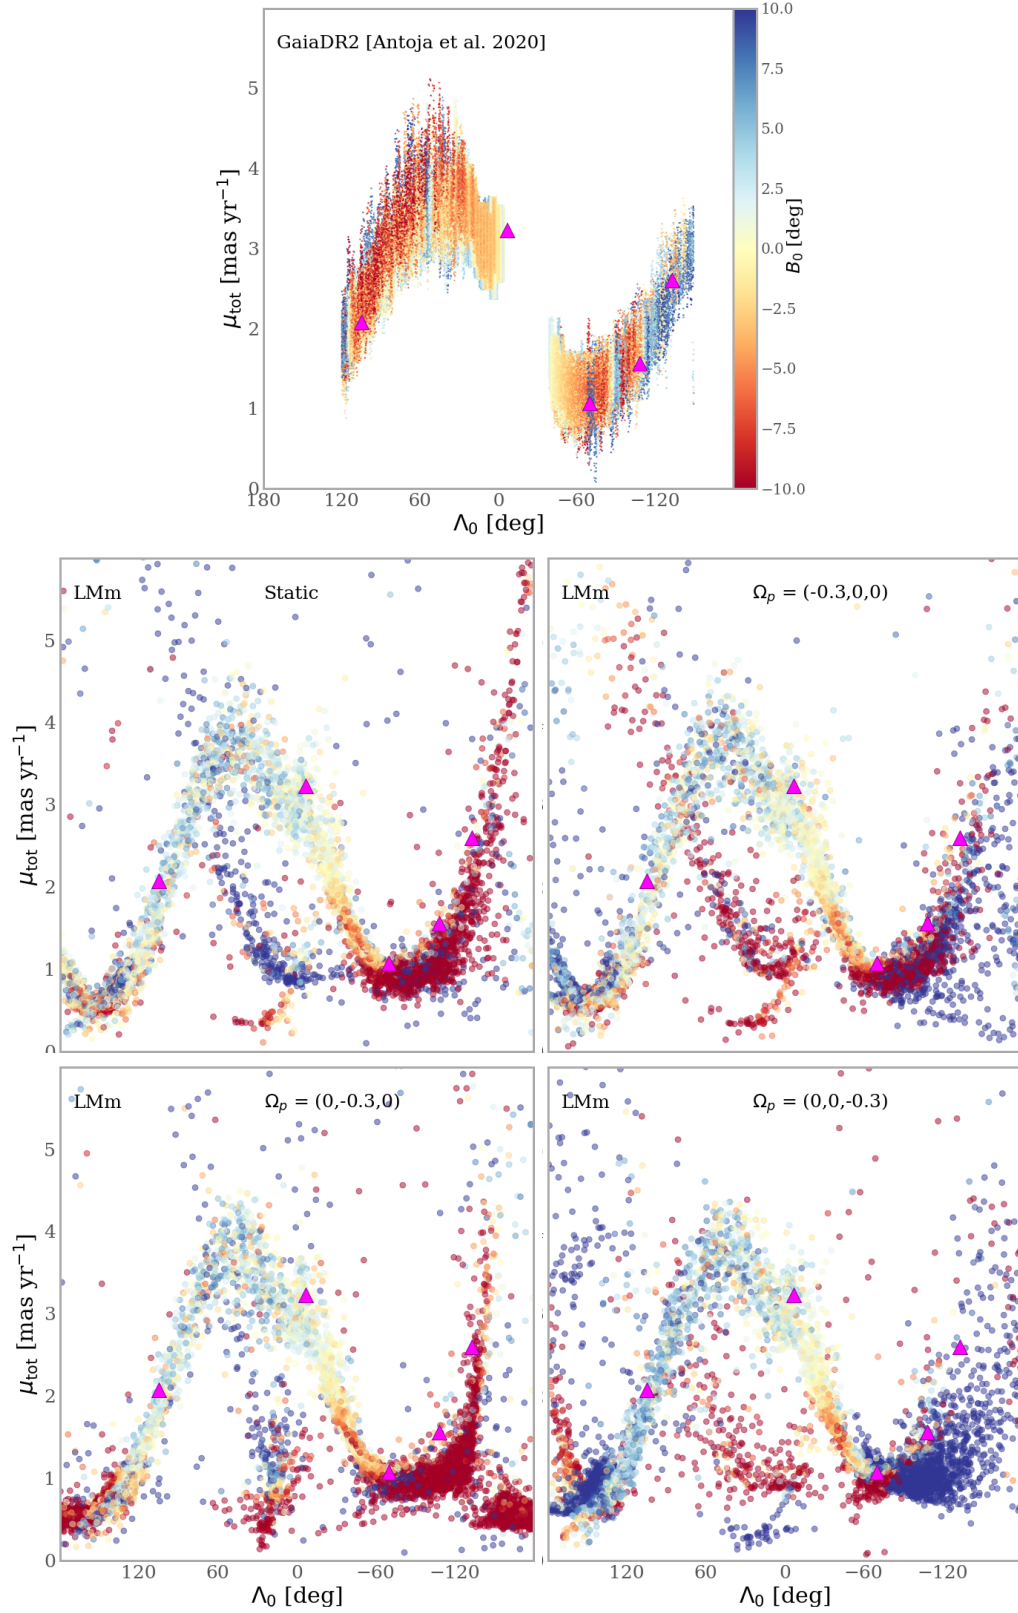 GaiaDR2 [Antoja et al. 2020]
10.0
7.5
5.0
2.5
0.0
−2.5
−5.0
−7.5
−10.0
B₀ [deg]
μtot [mas yr⁻¹]
5
4
3
2
1
0
180 120 60 0 −60 −120
Λ₀ [deg]
LMm Static
LMm Ωp = (-0.3,0,0)
μtot [mas yr⁻¹]
5
4
3
2
1
0
LMm Ωp = (0,-0.3,0)
LMm Ωp = (0,0,-0.3)
μtot [mas yr⁻¹]
5
4
3
2
1
0
120 60 0 −60 −120
120 60 0 −60 −120
Λ₀ [deg]
Λ₀ [deg]